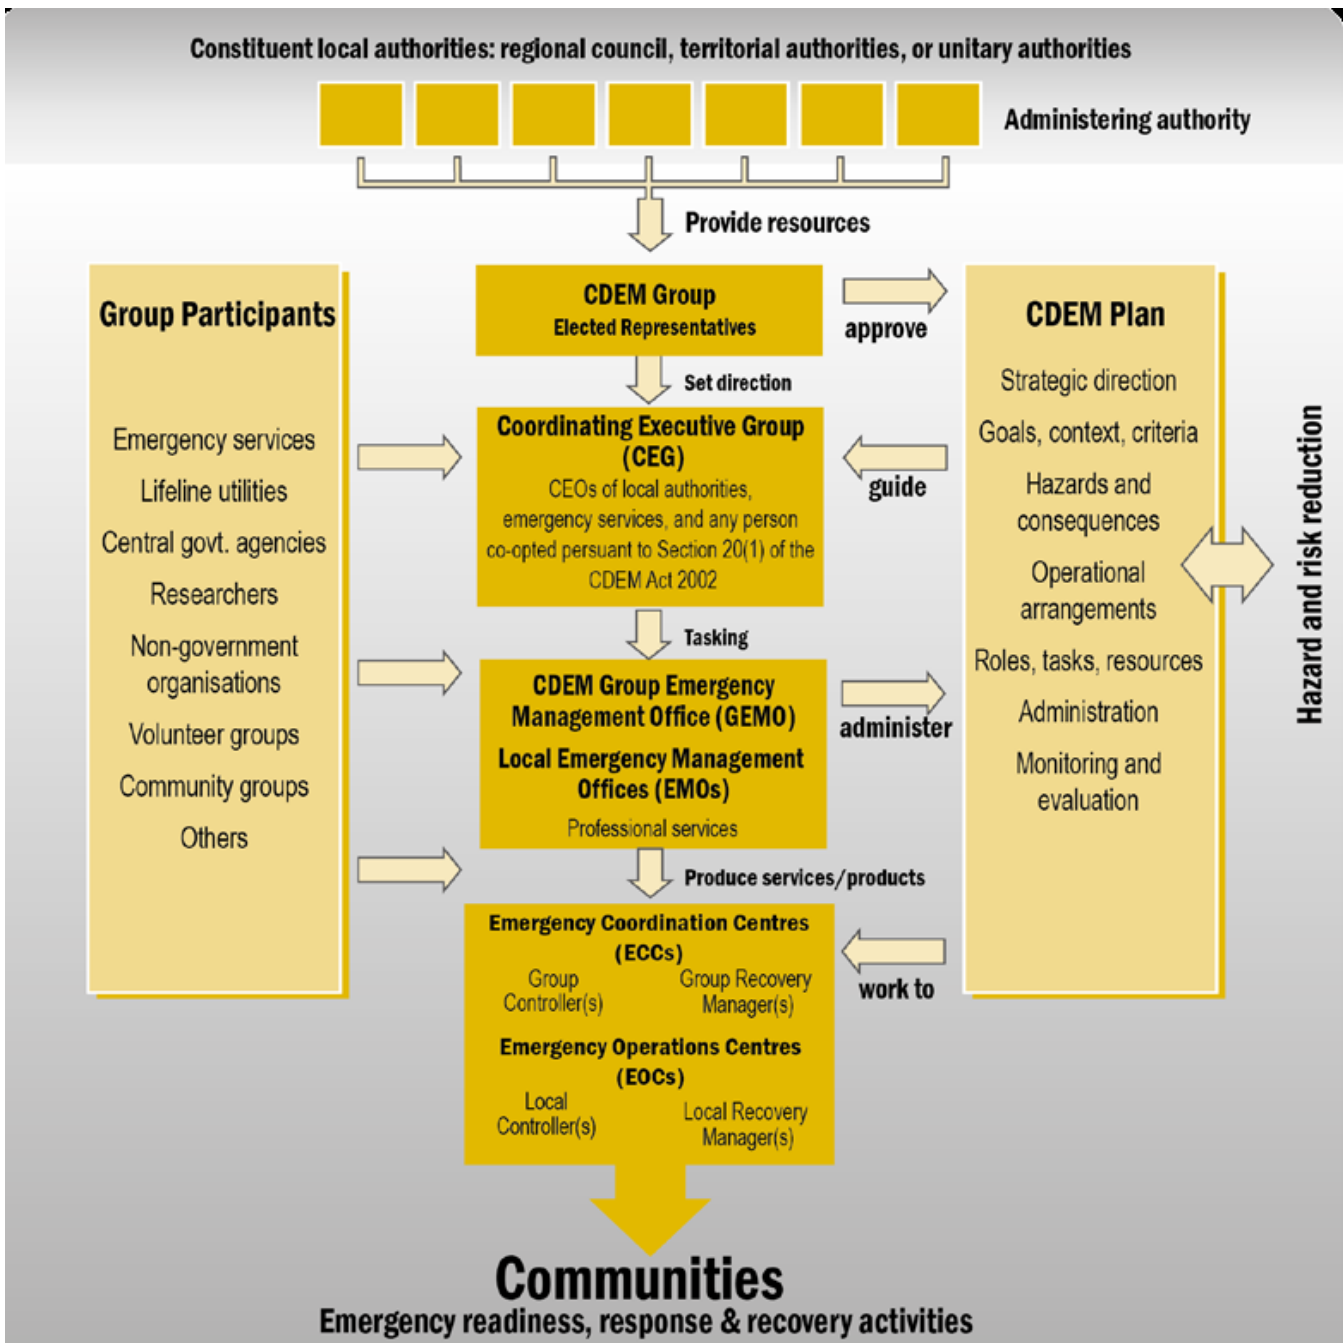 Constituent local authorities: regional council, territorial authorities, or unitary authorities
Administering authority
Provide resources
Group Participants
Emergency services
Lifeline utilities
Central govt. agencies
Researchers
Non-government
organisations
Volunteer groups
Community groups
Others
CDEM Group
Elected Representatives
approve
Set direction
Coordinating Executive Group
(CEG)
CEOs of local authorities,
emergency services, and any person
co-opted persuant to Section 20(1) of the
CDEM Act 2002
guide
Tasking
CDEM Group Emergency
Management Office (GEMO)
Local Emergency Management
Offices (EMOs)
Professional services
administer
Produce services/products
Emergency Coordination Centres
(ECCs)
Group
Controller(s)
Group Recovery
Manager(s)
Emergency Operations Centres
(EOCs)
Local
Controller(s)
Local Recovery
Manager(s)
work to
CDEM Plan
Strategic direction
Goals, context, criteria
Hazards and
consequences
Operational
arrangements
Roles, tasks, resources
Administration
Monitoring and
evaluation
Hazard and risk reduction
Communities
Emergency readiness, response & recovery activities